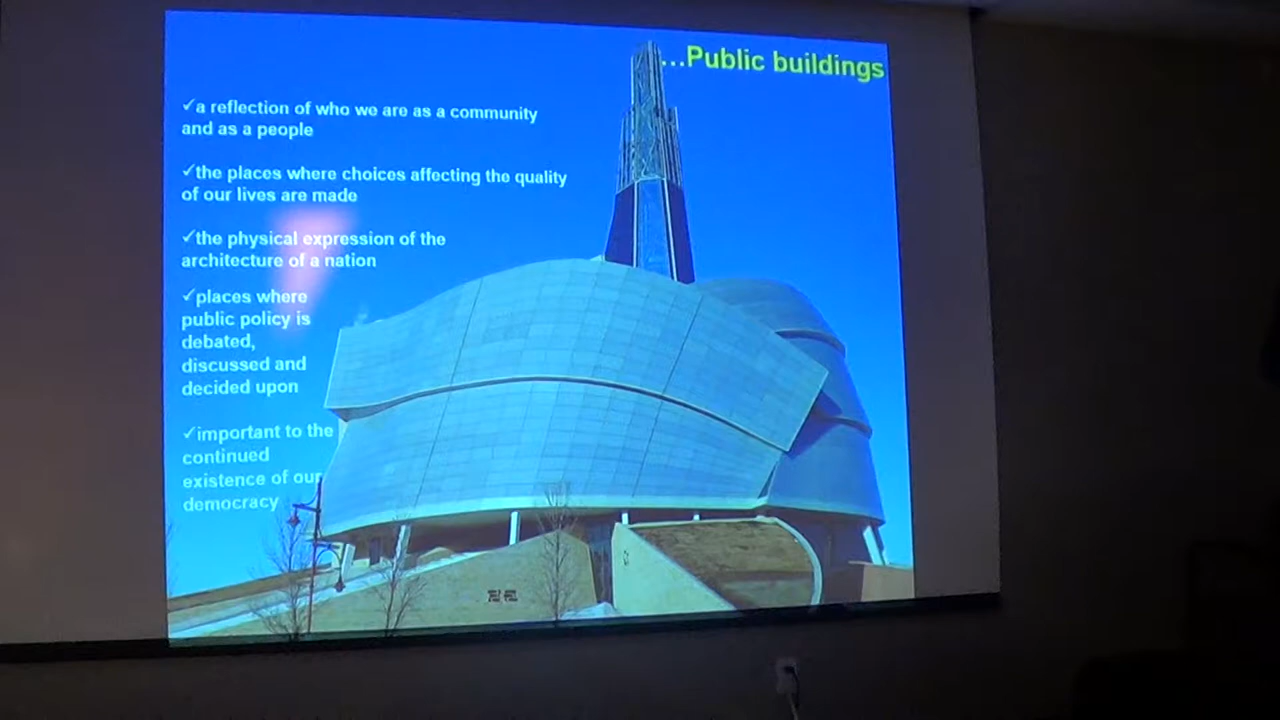 ...Public buildings
✓a reflection of who we are as a community
and as a people
✓the places where choices affecting the quality
of our lives are made
✓the physical expression of the
architecture of a nation
✓places where
public policy is
debated,
discussed and
decided upon
✓important to the
continued
existence of our
democracy